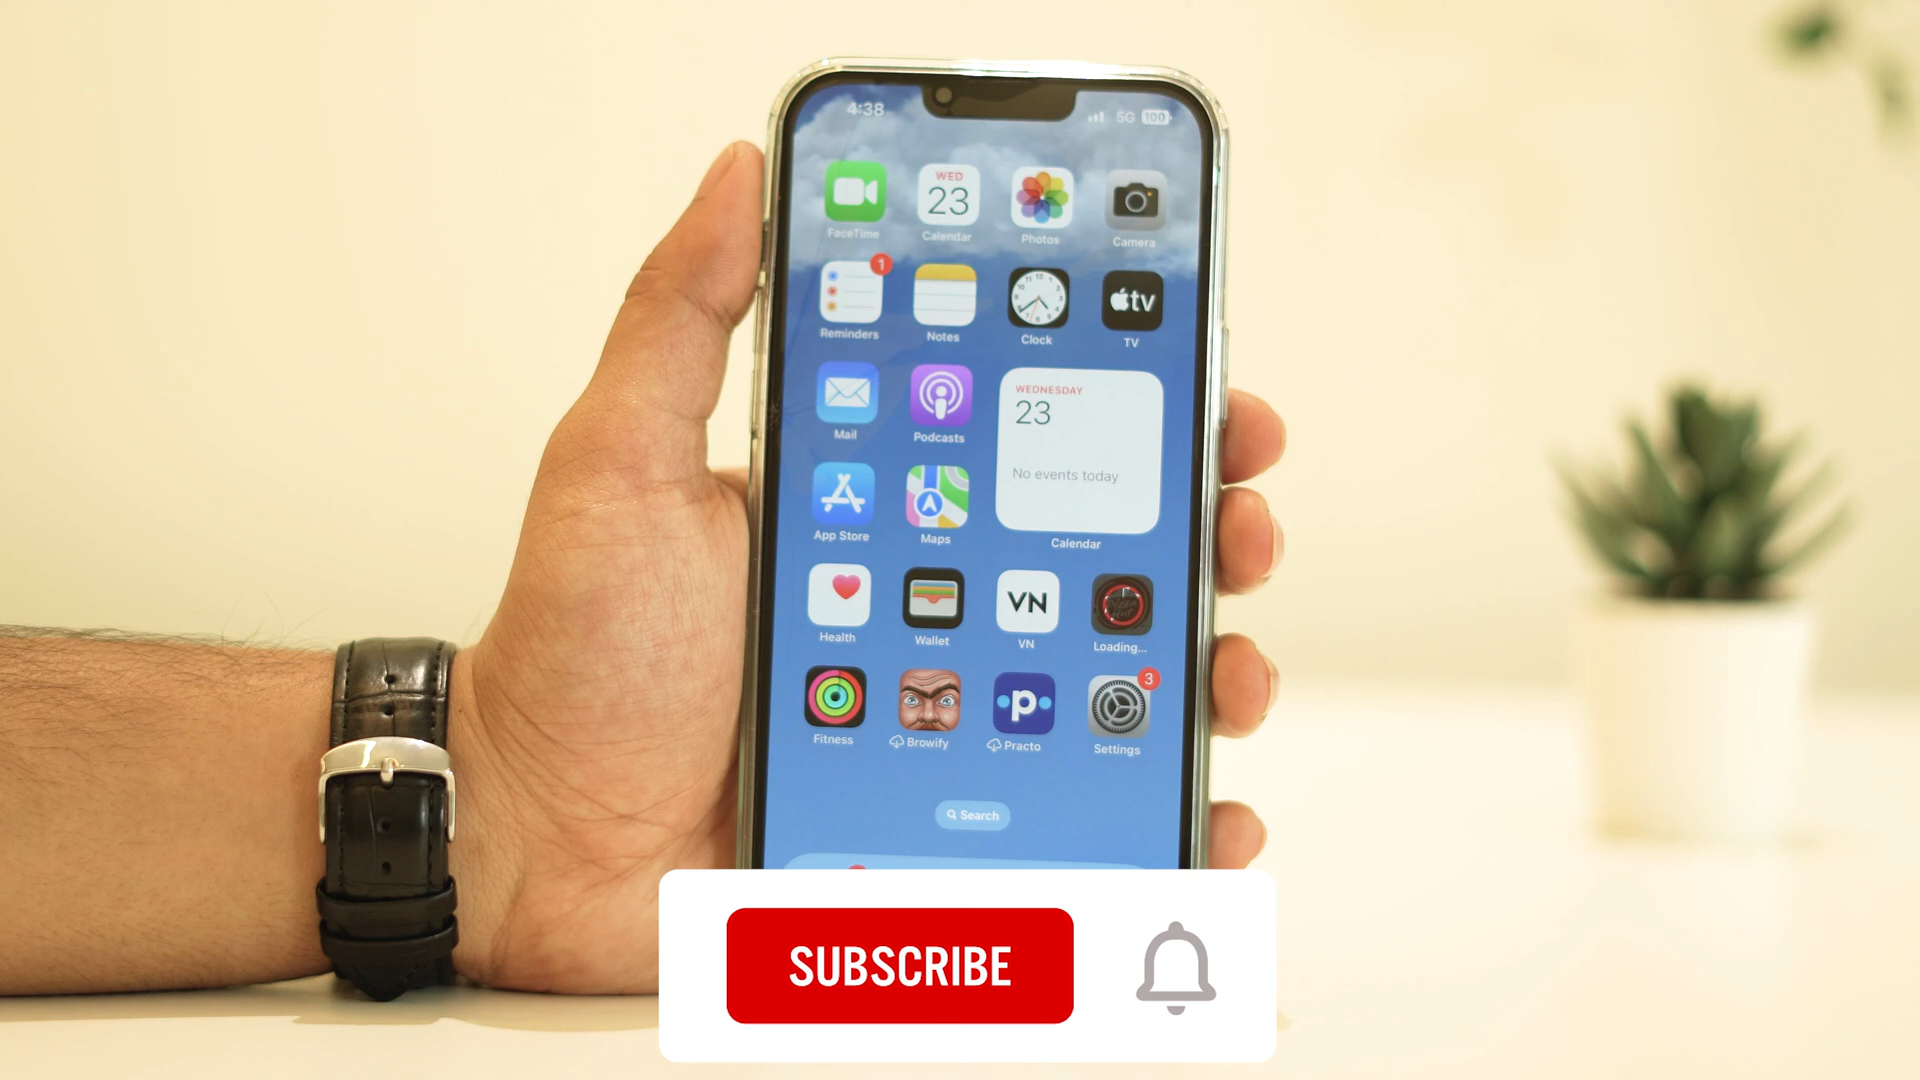 4:38
5G 100
WED
23
FaceTime
Calendar
Photos
Camera
1
tv
Reminders
Notes
Clock
TV
WEDNESDAY
23
No events today
Mail
Podcasts
App Store
Maps
Calendar
VN
Health
Wallet
VN
Loading...
3
p
Fitness
Browify
Practo
Settings
Search
SUBSCRIBE